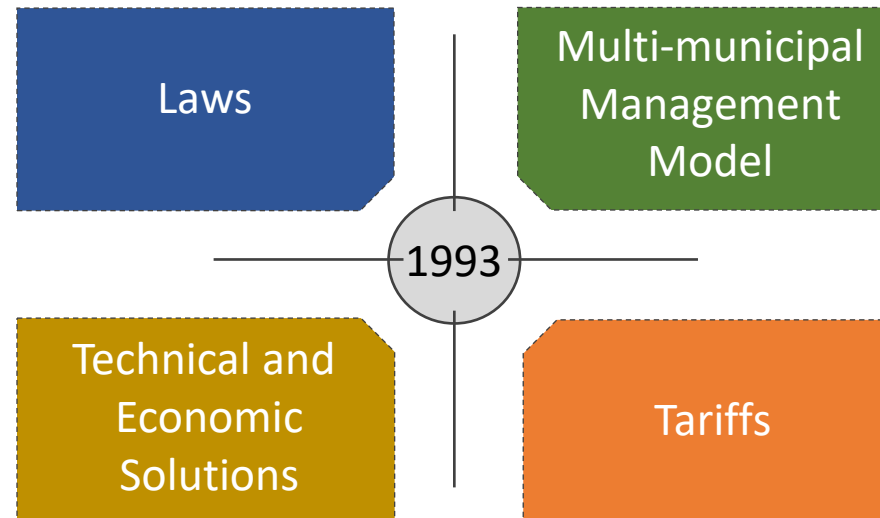 Laws
Multi-municipal
Management
Model
1993
Technical and
Economic
Solutions
Tariffs